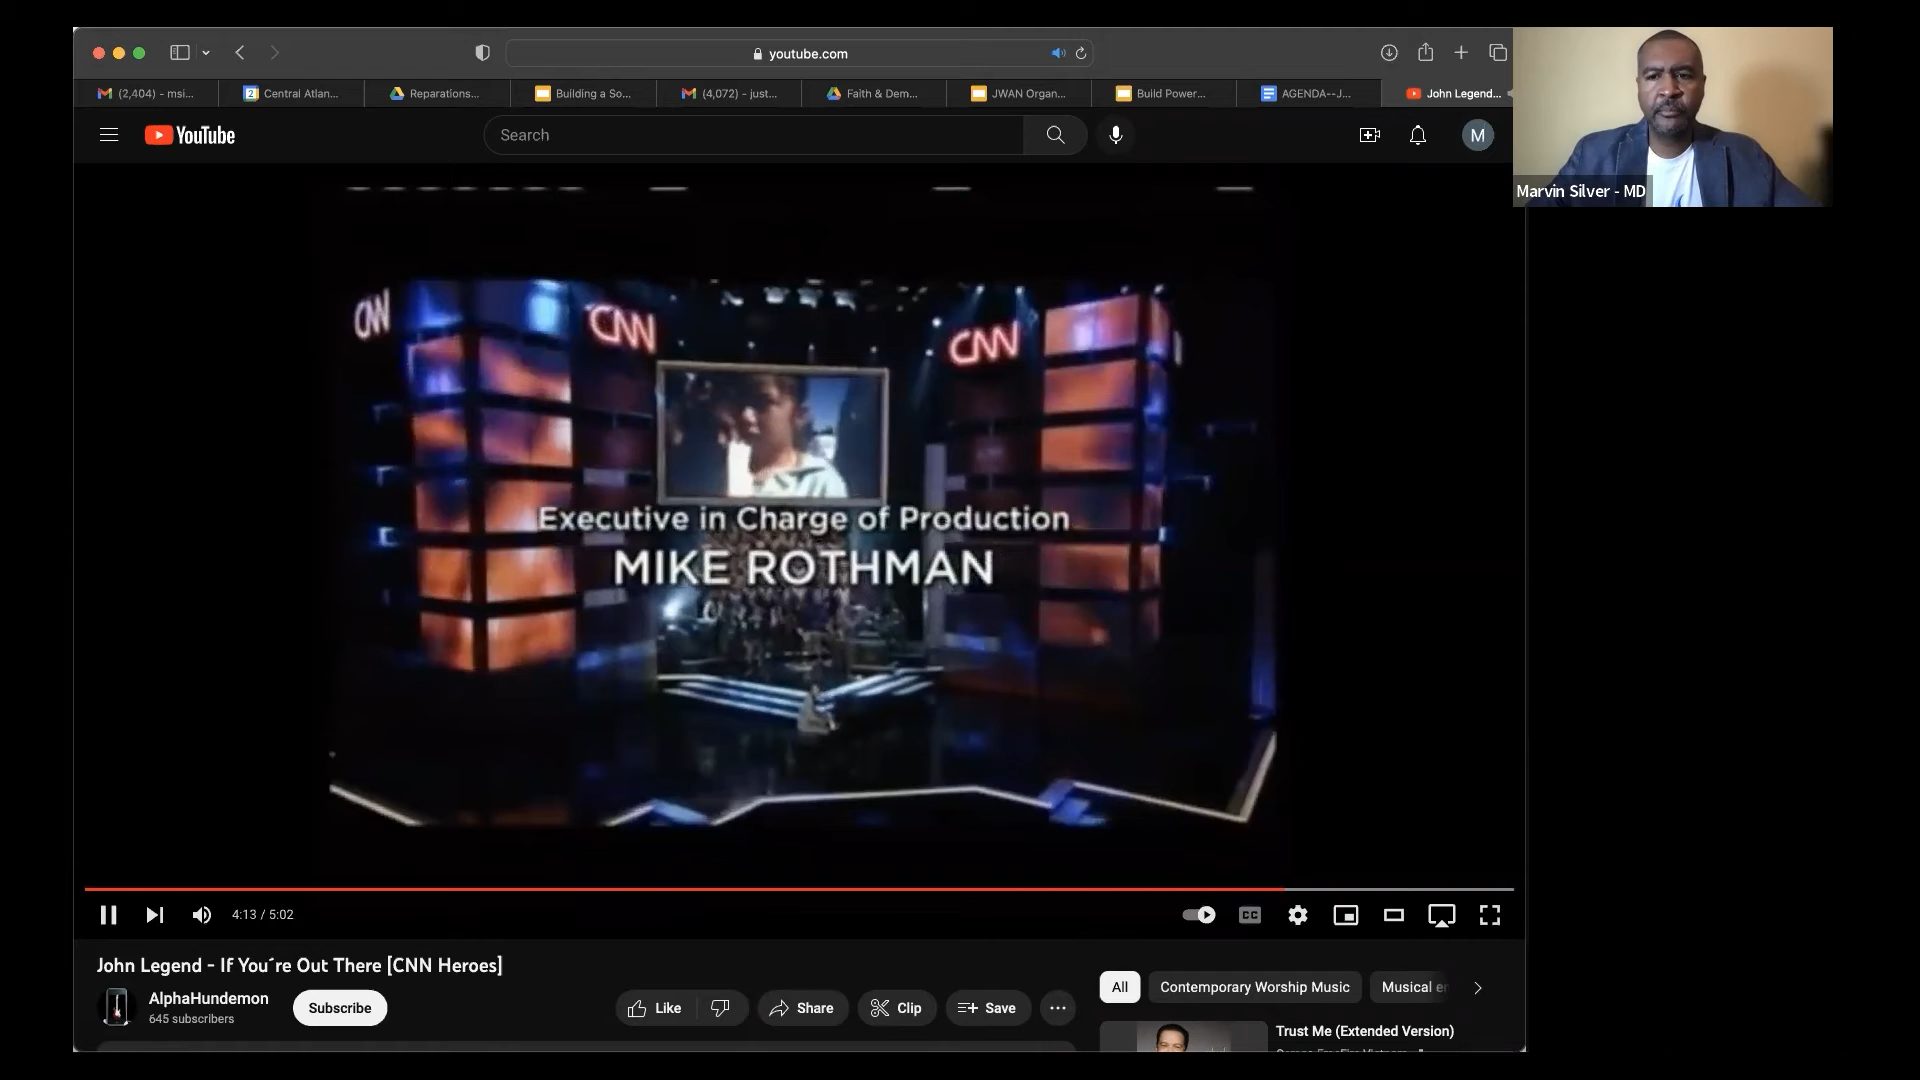 youtube.com
(2,404) - msi...
2
Central Atlan...
Reparations...
Building a So...
(4,072) - just...
Faith & Dem...
JWAN Organ...
Build Power...
AGENDA--J...
John Legend...
YouTube
Search
M
Marvin Silver - MD
CNN
CNN
CNN
Executive in Charge of Production
MIKE ROTHMAN
4:13 / 5:02
CC
John Legend - If You´re Out There [CNN Heroes]
AlphaHundemon
645 subscribers
Subscribe
Like
Share
Clip
Save
All
Contemporary Worship Music
Musical e
Trust Me (Extended Version)